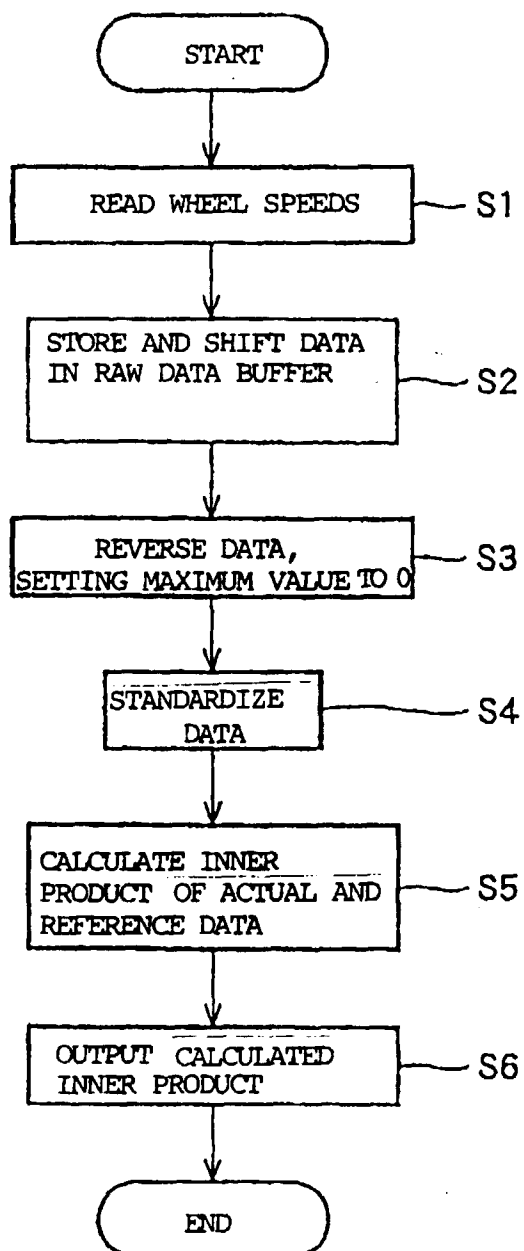 START
READ WHEEL SPEEDS
S1
STORE AND SHIFT DATA
IN RAW DATA BUFFER
S2
REVERSE DATA,
SETTING MAXIMUM VALUE TO 0
S3
STANDARDIZE
DATA
S4
CALCULATE INNER
PRODUCT OF ACTUAL AND
REFERENCE DATA
S5
OUTPUT CALCULATED
INNER PRODUCT
S6
END